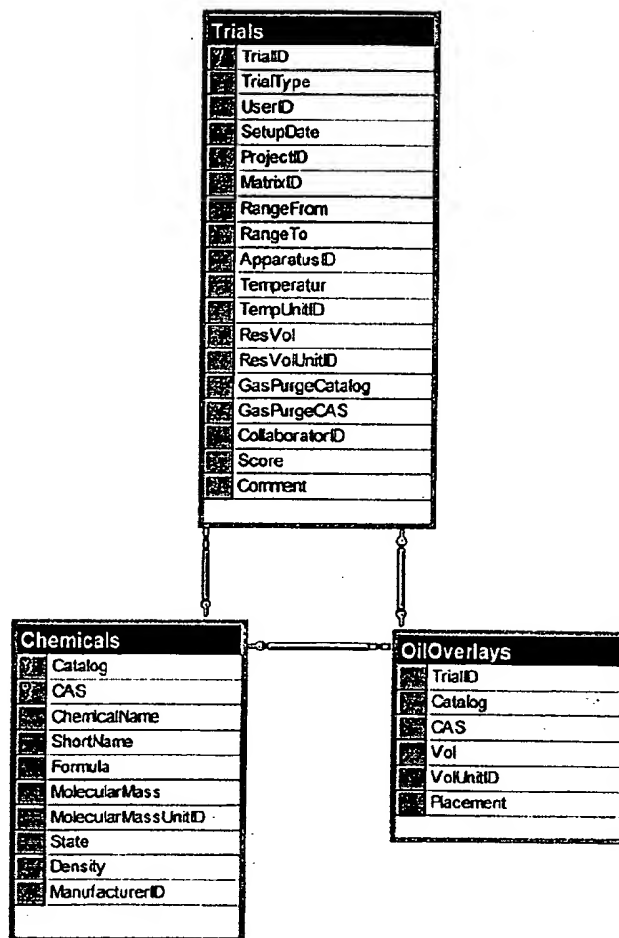 Trials
TrialID
TrialType
UserID
SetupDate
ProjectID
MatrixID
RangeFrom
RangeTo
ApparatusID
Temperatur
TempUnitID
ResVol
ResVolUnitID
GasPurgeCatalog
GasPurgeCAS
CollaboratorID
Score
Comment
Chemicals
Catalog
CAS
ChemicalName
ShortName
Formula
MolecularMass
MolecularMassUnitID
State
Density
ManufacturerID
OilOverlays
TrialID
Catalog
CAS
Vol
VolUnitID
Placement